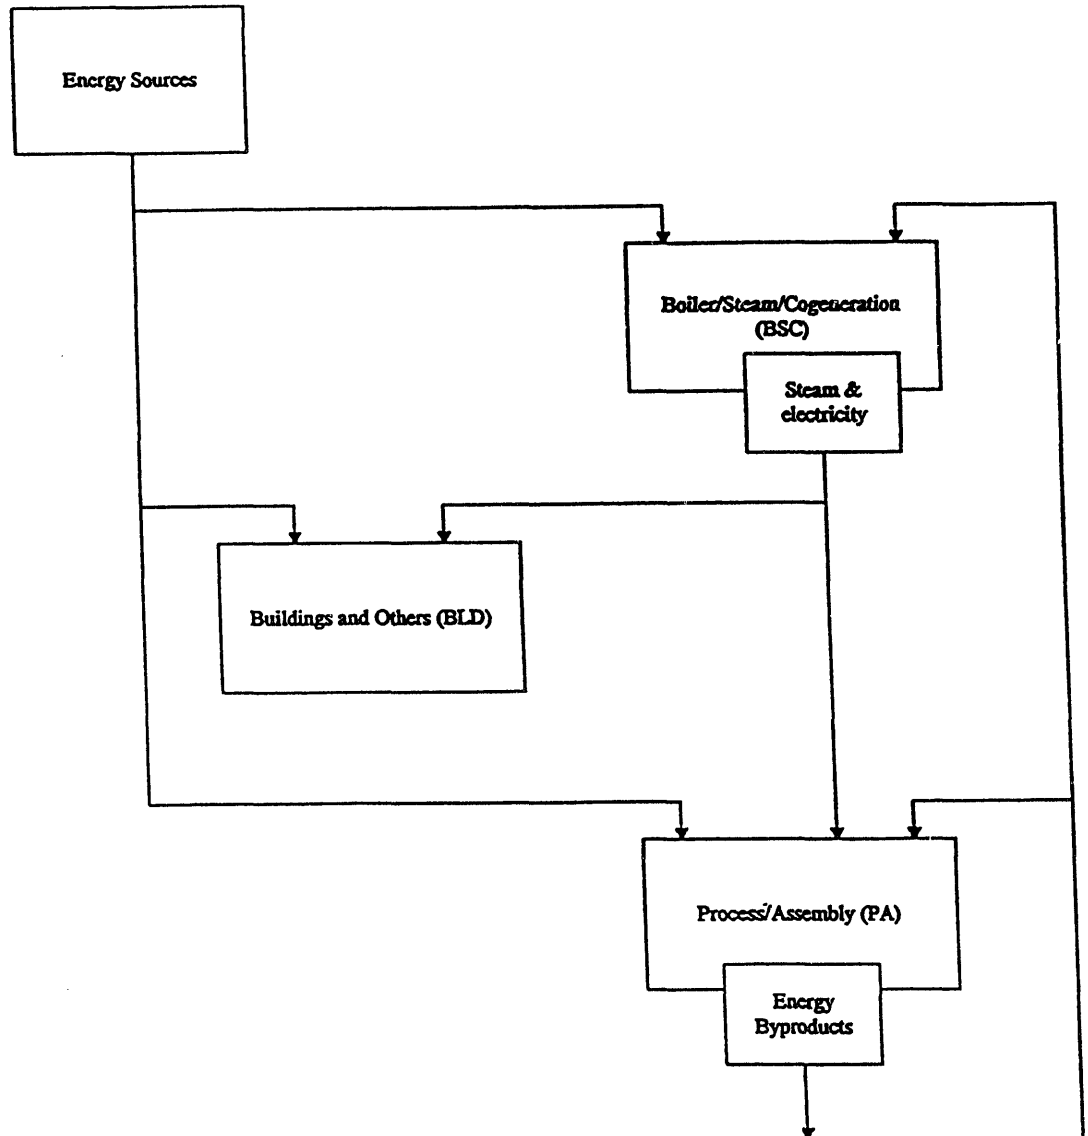 Energy Sources
Boiler/Steam/Cogeneration
(BSC)
Steam &
electricity
Buildings and Others (BLD)
Process/Assembly (PA)
Energy
Byproducts